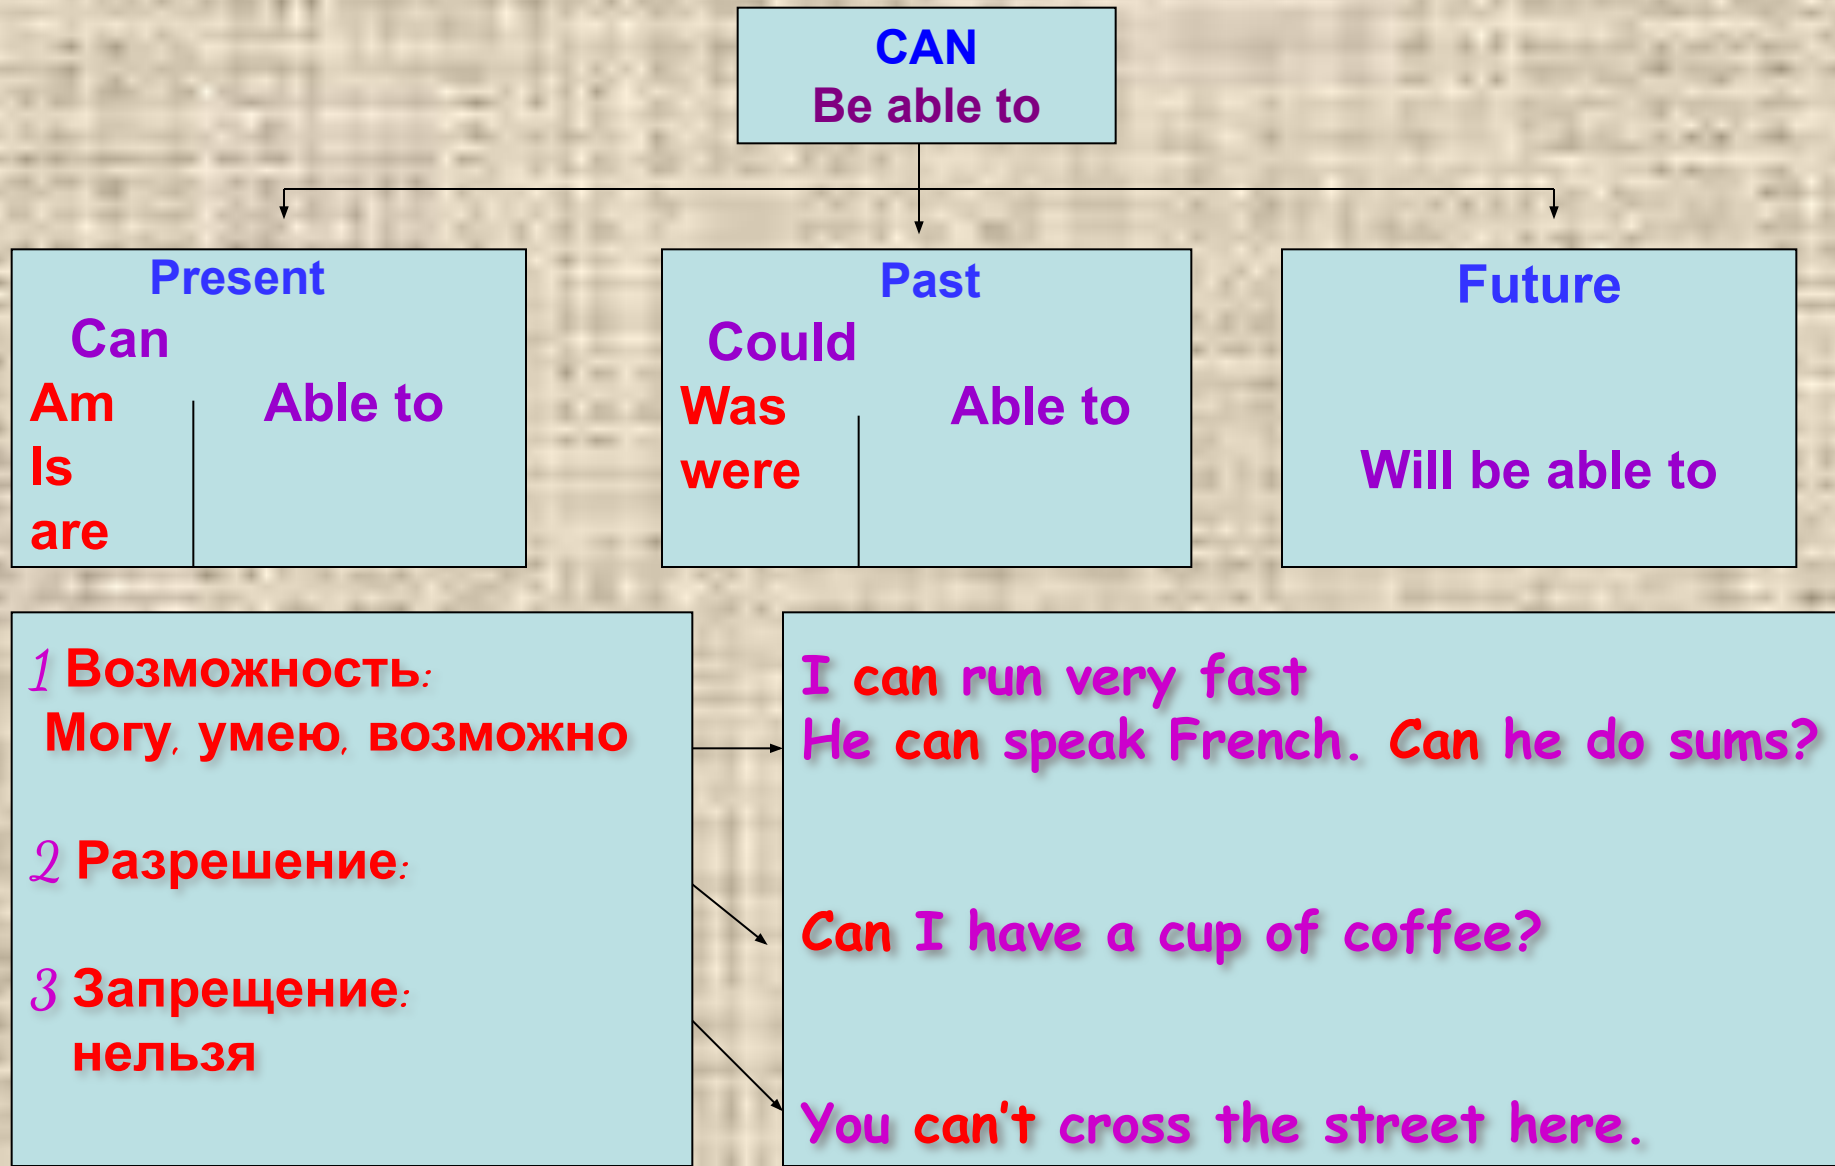 CAN
Be able to
Present
Can
Am Able to
Is
are
Past
Could
Was Able to
were
Future
Will be able to
1 Возможность:
Могу, умею, возможно
2 Разрешение:
3 Запрещение:
нельзя
I can run very fast
He can speak French. Can he do sums?
Can I have a cup of coffee?
You can't cross the street here.